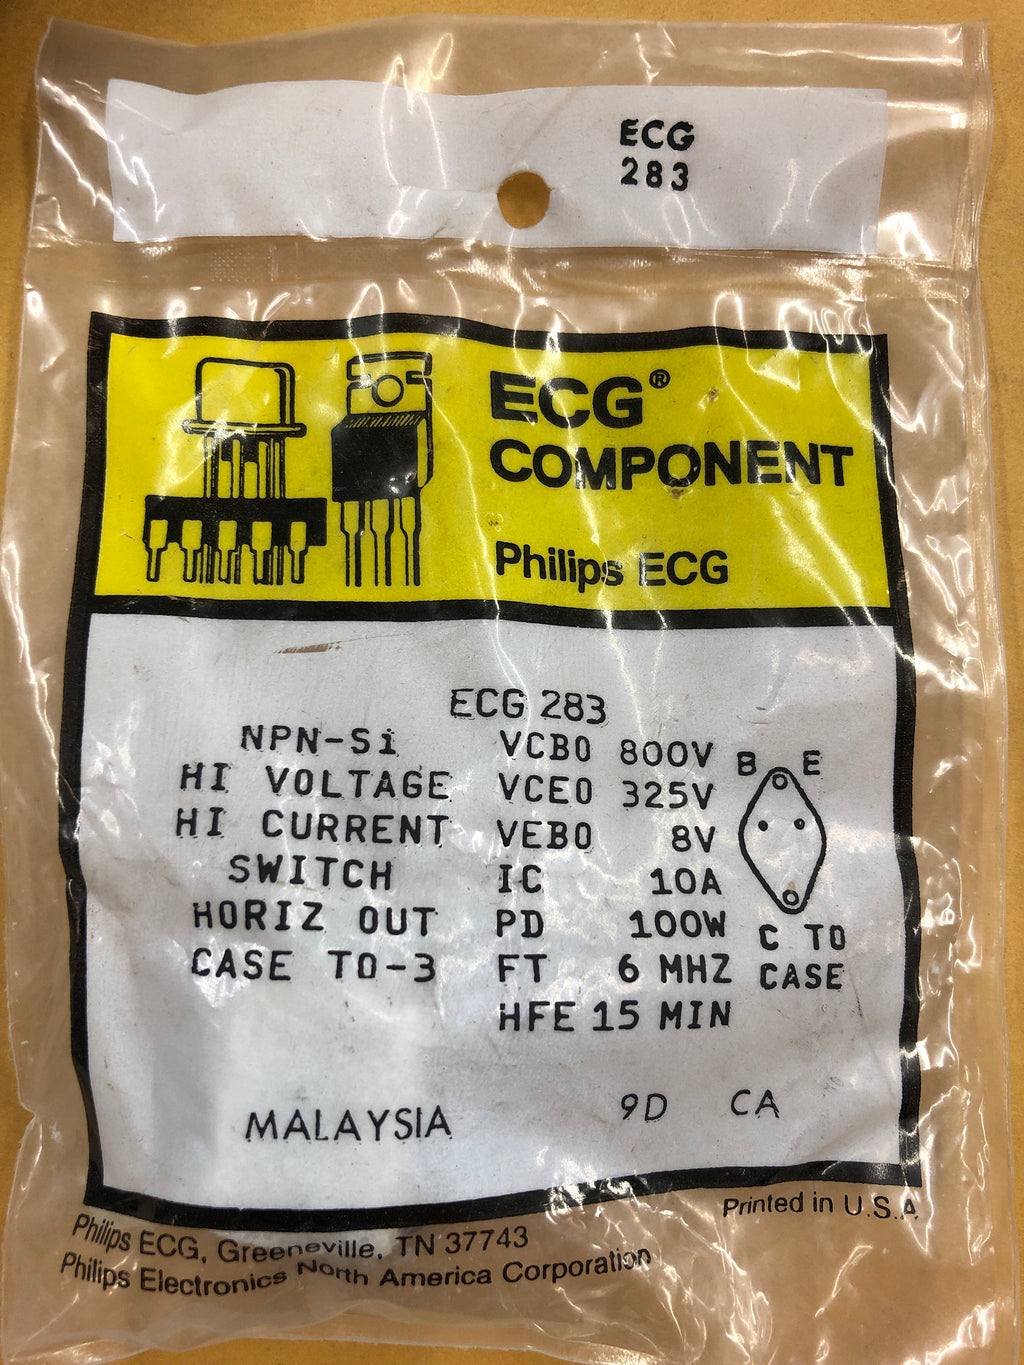 ECG
283
ECG®
COMPONENT
Philips ECG
ECG 283
NPN-Si VCBO 800V
HI VOLTAGE VCEO 325V
HI CURRENT VEBO 8V
SWITCH IC 10A
HORIZ OUT PD 100W
CASE TO-3 FT 6 MHZ
HFE 15 MIN
B E
C TO
CASE
MALAYSIA 9D CA
Printed in U.S.A
Philips ECG, Greeneville, TN 37743
Philips Electronics North America Corporation